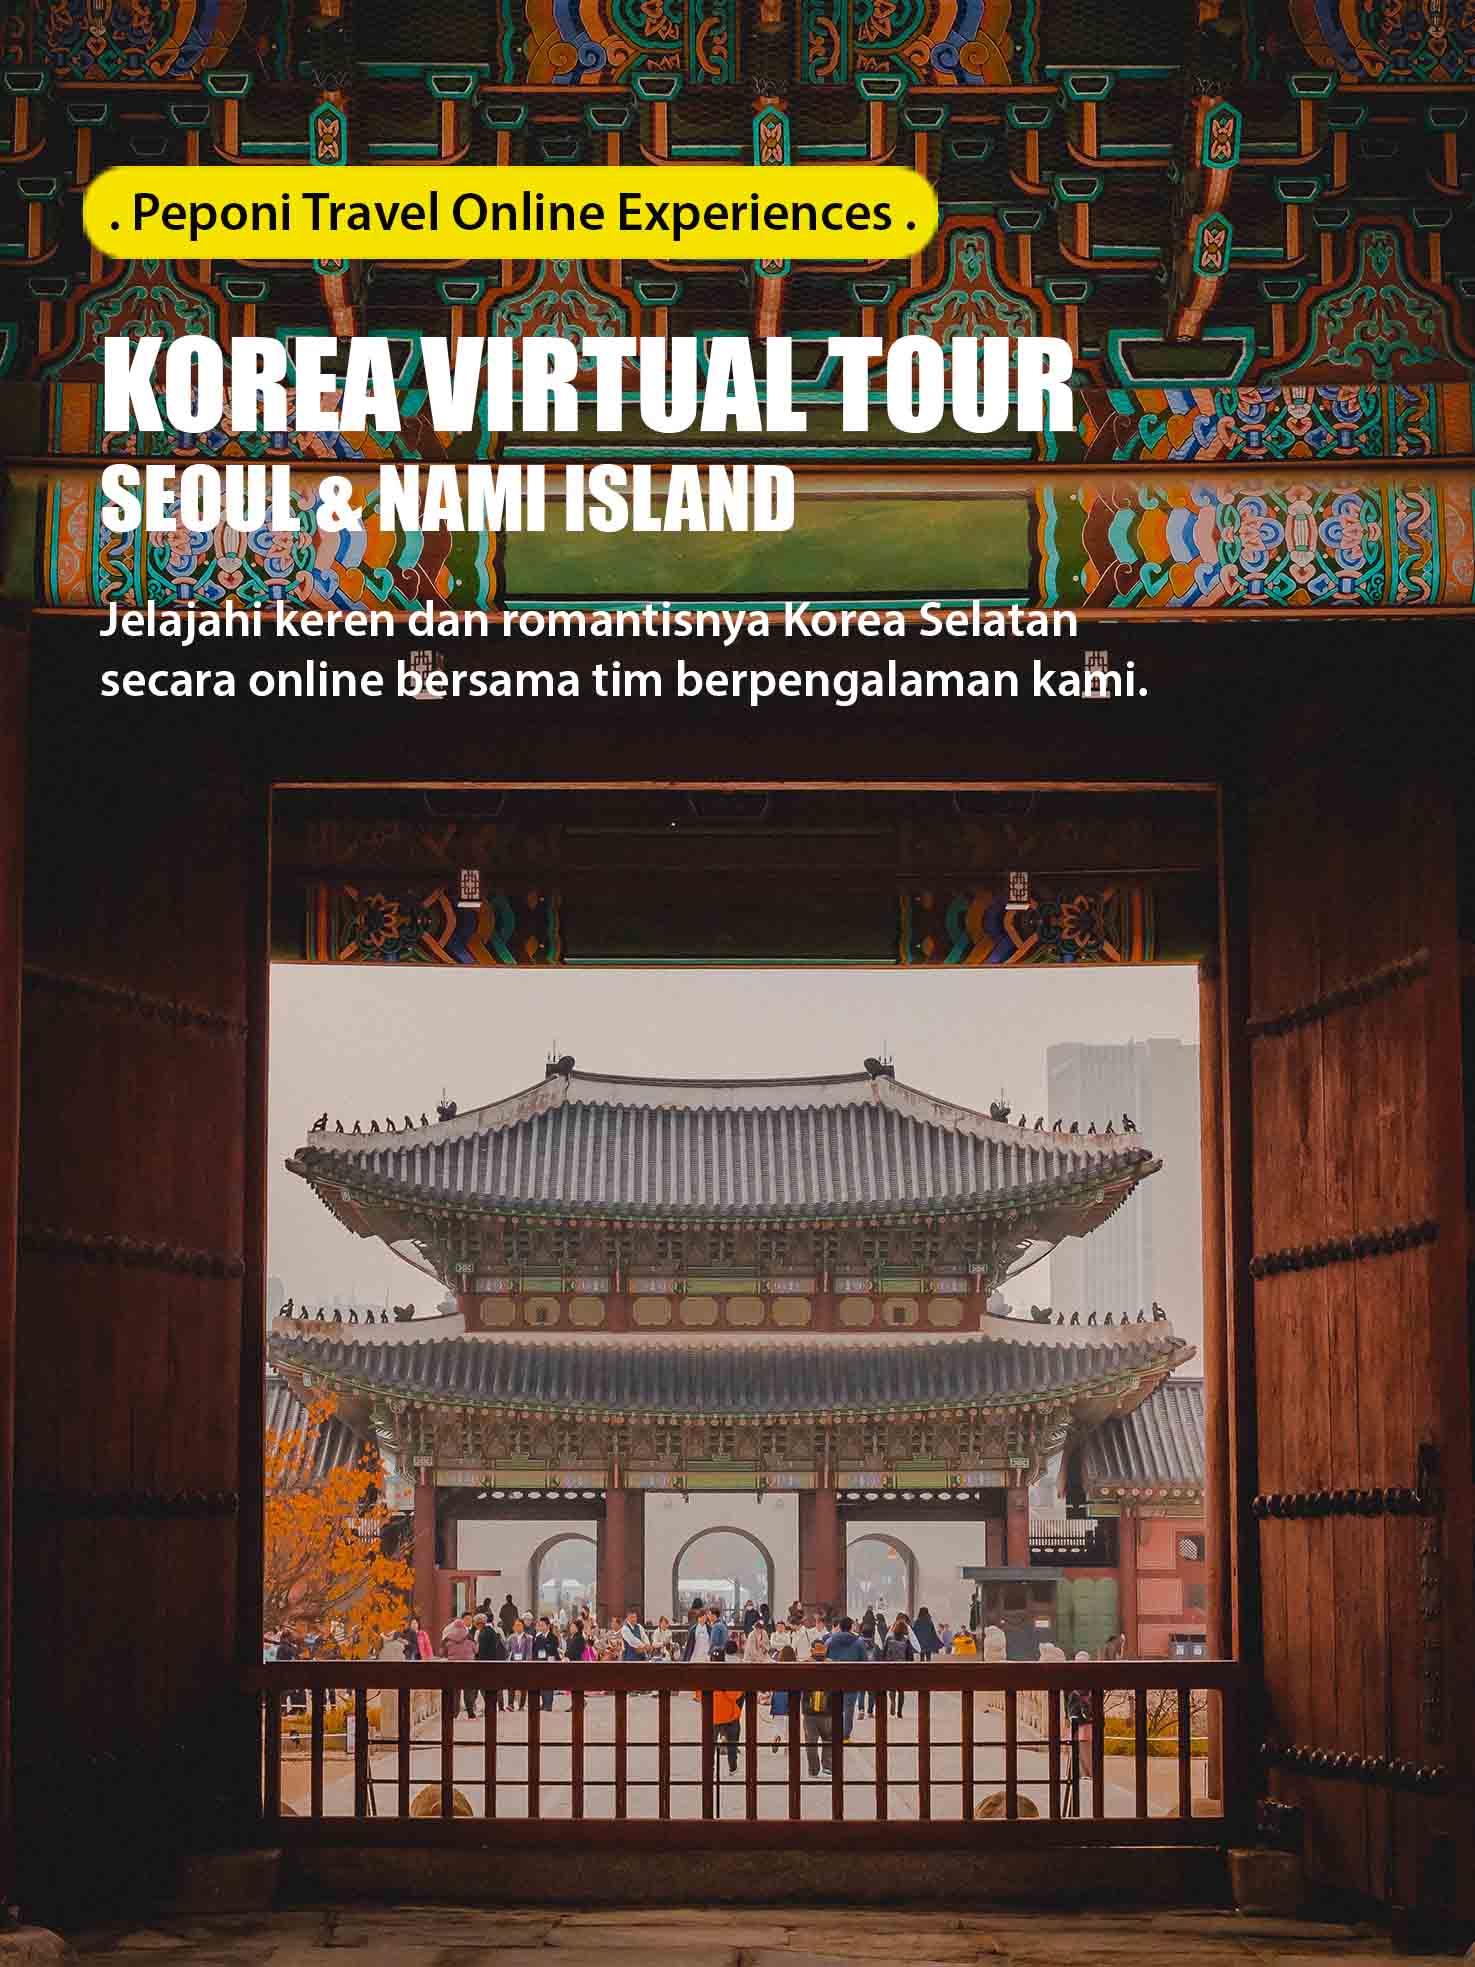 . Peponi Travel Online Experiences .
KOREA VIRTUAL TOUR
SEOUL & NAMI ISLAND
Jelajahi keren dan romantisnya Korea Selatan
secara online bersama tim berpengalaman kami.